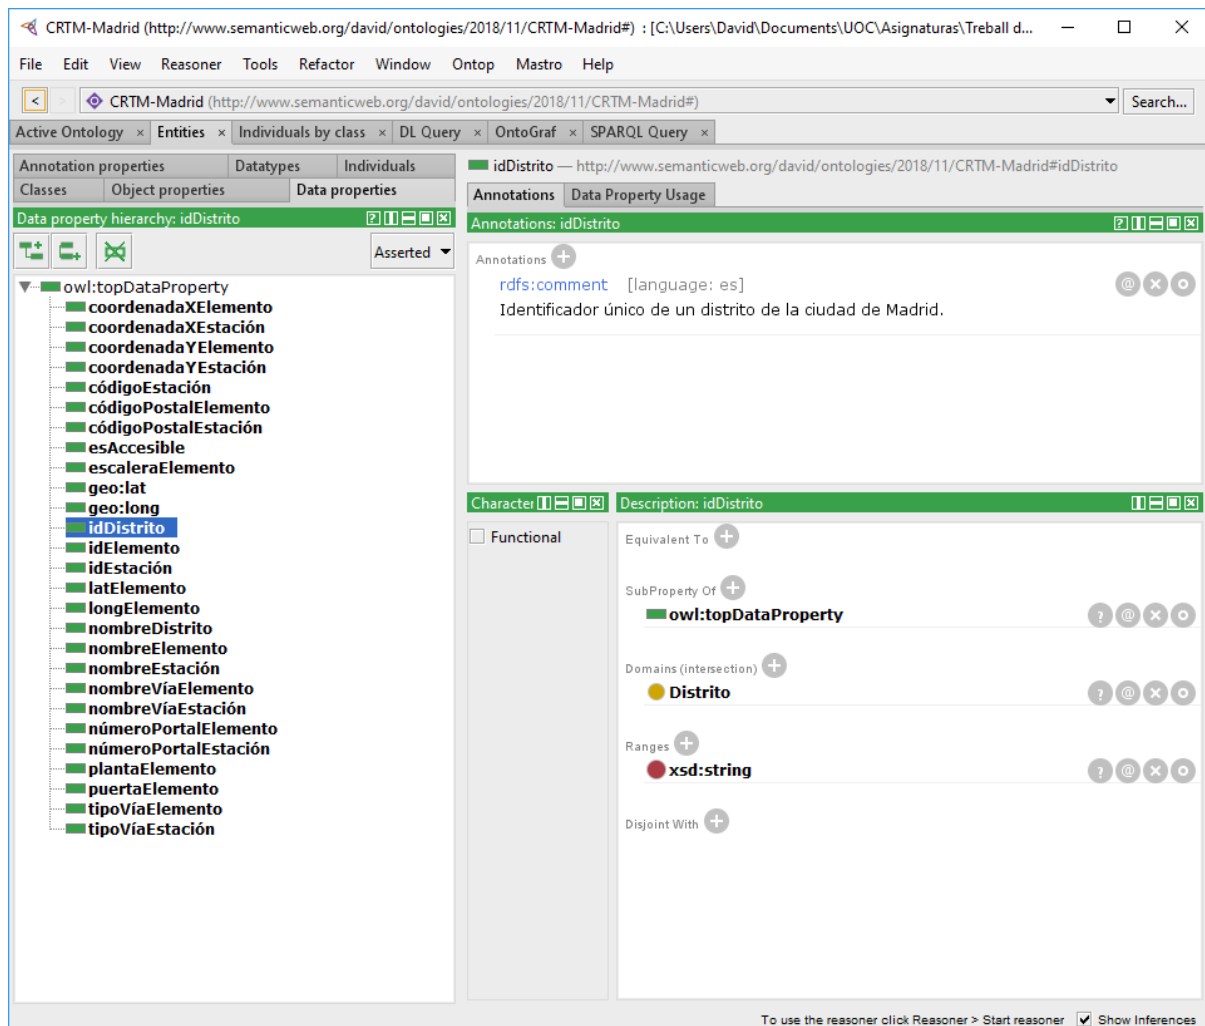 CRTM-Madrid (http://www.semanticweb.org/david/ontologies/2018/11/CRTM-Madrid#) : [C:\Users\David\Documents\UOC\Asignaturas\Treball d...
File Edit View Reasoner Tools Refactor Window Ontop Mastro Help
< > CRTM-Madrid (http://www.semanticweb.org/david/ontologies/2018/11/CRTM-Madrid#) Search...
Active Ontology × Entities × Individuals by class × DL Query × OntoGraf × SPARQL Query ×
Annotation properties Datatypes Individuals
Classes Object properties Data properties
Data property hierarchy: idDistrito
Asserted
owl:topDataProperty
coordenadaXElemento
coordenadaXEstación
coordenadaYElemento
coordenadaYEstación
códigoEstación
códigoPostalElemento
códigoPostalEstación
esAccesible
escaleraElemento
geo:lat
geo:long
idDistrito
idElemento
idEstación
latElemento
longElemento
nombreDistrito
nombreElemento
nombreEstación
nombreVíaElemento
nombreVíaEstación
númeroPortalElemento
númeroPortalEstación
plantaElemento
puertaElemento
tipoVíaElemento
tipoVíaEstación
idDistrito — http://www.semanticweb.org/david/ontologies/2018/11/CRTM-Madrid#idDistrito
Annotations Data Property Usage
Annotations: idDistrito
Annotations
rdfs:comment [language: es]
Identificador único de un distrito de la ciudad de Madrid.
Character
Functional
Description: idDistrito
Equivalent To
SubProperty Of
owl:topDataProperty
Domains (intersection)
Distrito
Ranges
xsd:string
Disjoint With
To use the reasoner click Reasoner > Start reasoner Show Inferences